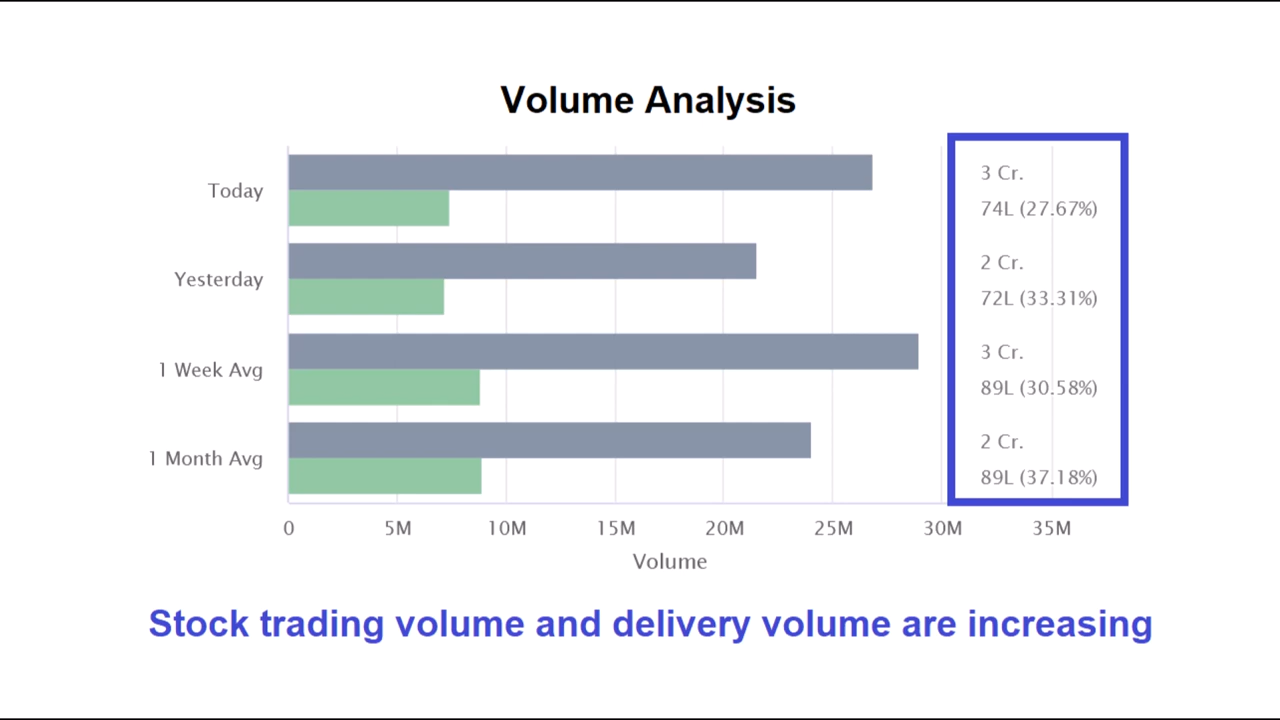 Volume Analysis
Today
3 Cr.
74L (27.67%)
Yesterday
2 Cr.
72L (33.31%)
1 Week Avg
3 Cr.
89L (30.58%)
1 Month Avg
2 Cr.
89L (37.18%)
0 5M 10M 15M 20M 25M 30M 35M
Volume
Stock trading volume and delivery volume are increasing